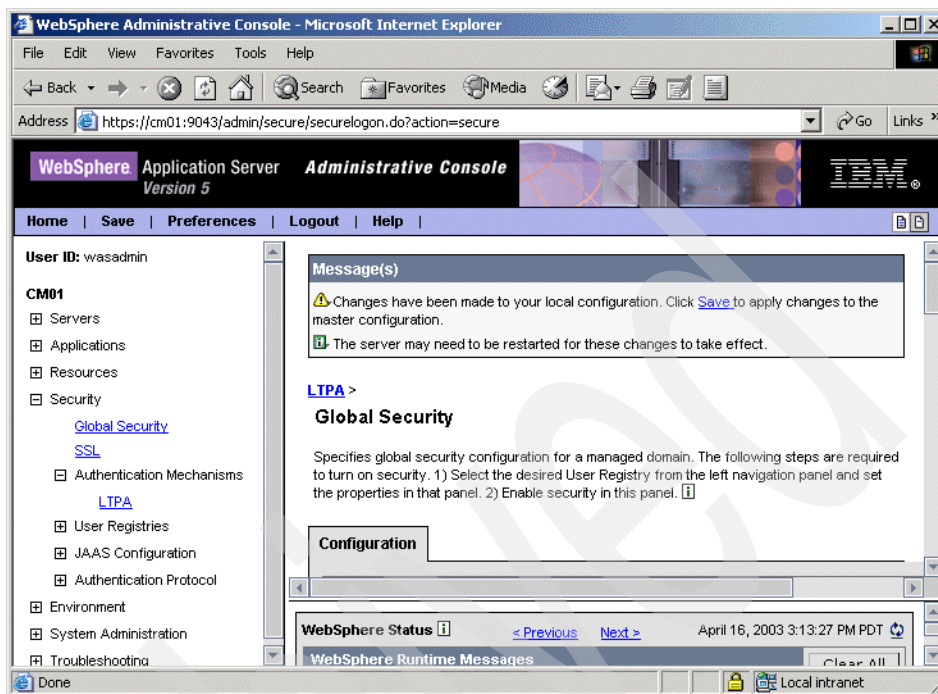 WebSphere Administrative Console - Microsoft Internet Explorer
File Edit View Favorites Tools Help
Back Search Favorites Media
Address https://cm01:9043/admin/secure/securelogon.do?action=secure Go Links »
WebSphere Application Server Administrative Console IBM
Version 5
Home | Save | Preferences | Logout | Help |
User ID: wasadmin
CM01
Servers
Applications
Resources
Security
Global Security
SSL
Authentication Mechanisms
LTPA
User Registries
JAAS Configuration
Authentication Protocol
Environment
System Administration
Troubleshooting
Message(s)
Changes have been made to your local configuration. Click Save to apply changes to the
master configuration.
The server may need to be restarted for these changes to take effect.
LTPA >
Global Security
Specifies global security configuration for a managed domain. The following steps are required
to turn on security. 1) Select the desired User Registry from the left navigation panel and set
the properties in that panel. 2) Enable security in this panel. i
Configuration
WebSphere Status i < Previous Next > April 16, 2003 3:13:27 PM PDT
WebSphere Runtime Messages Clear All
Done Local intranet